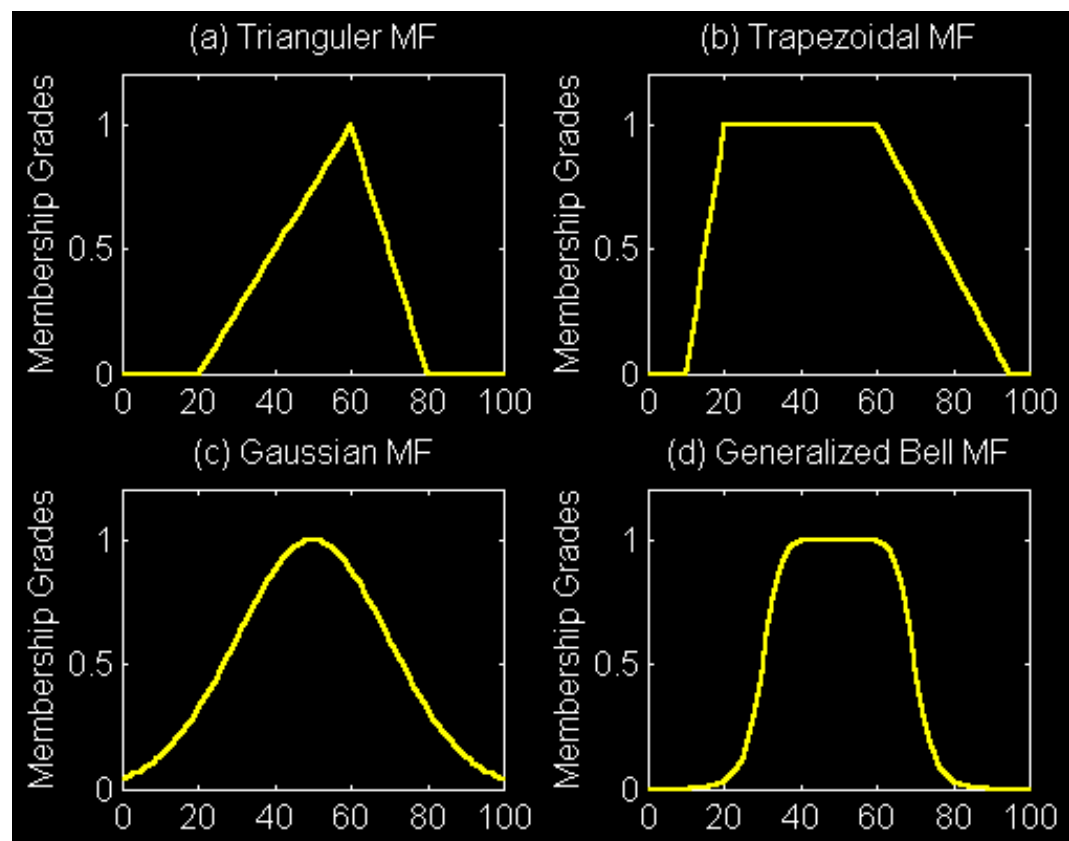 (a) Trianguler MF
Membership Grades
1
0.5
0
0 20 40 60 80 100
(b) Trapezoidal MF
Membership Grades
1
0.5
0
0 20 40 60 80 100
(c) Gaussian MF
Membership Grades
1
0.5
0
0 20 40 60 80 100
(d) Generalized Bell MF
Membership Grades
1
0.5
0
0 20 40 60 80 100